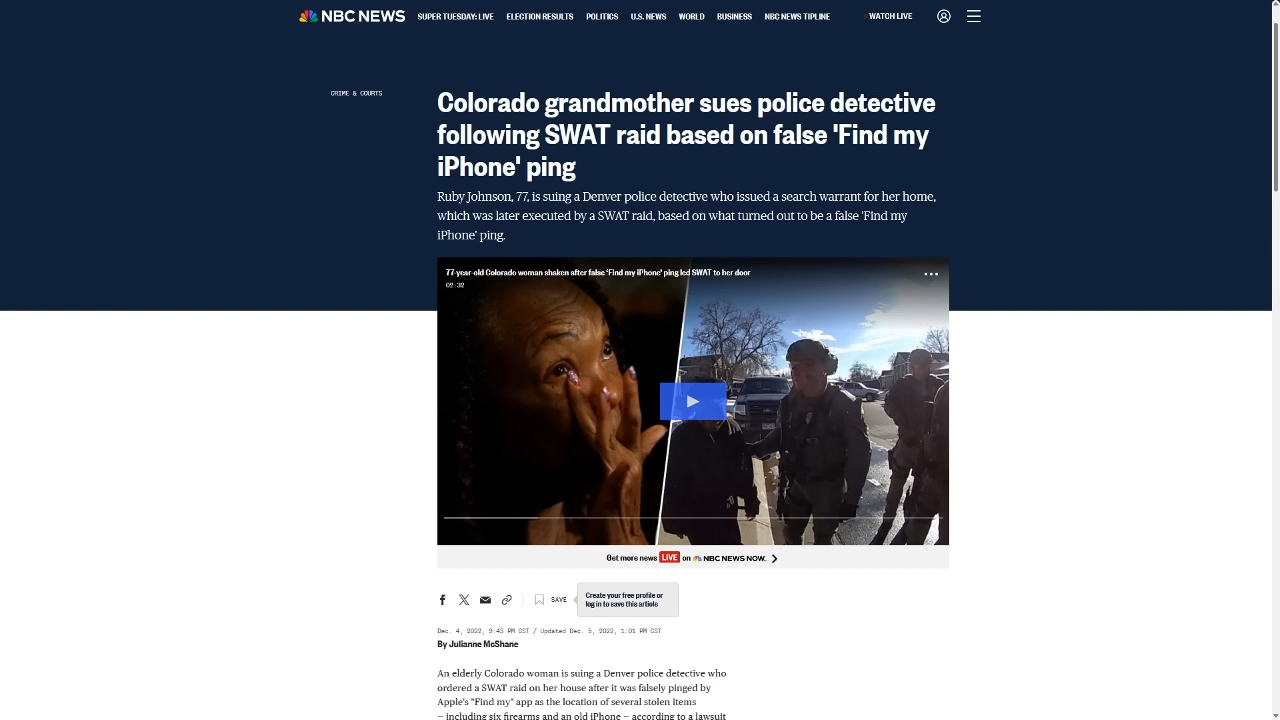 NBC NEWS SUPER TUESDAY: LIVE ELECTION RESULTS POLITICS U.S. NEWS WORLD BUSINESS NBC NEWS TIPLINE WATCH LIVE
CRIME & COURTS
Colorado grandmother sues police detective
following SWAT raid based on false 'Find my
iPhone' ping
Ruby Johnson, 77, is suing a Denver police detective who issued a search warrant for her home,
which was later executed by a SWAT raid, based on what turned out to be a false 'Find my
iPhone' ping.
77-year-old Colorado woman shaken after false 'Find my iPhone' ping led SWAT to her door
02:32
Get more news LIVE on NBC NEWS NOW.
SAVE
Create your free profile or
log in to save this article
Dec. 4, 2022, 9:43 PM CST / Updated Dec. 5, 2022, 1:01 PM CST
By Julianne McShane
An elderly Colorado woman is suing a Denver police detective who
ordered a SWAT raid on her house after it was falsely pinged by
Apple's "Find my" app as the location of several stolen items
— including six firearms and an old iPhone — according to a lawsuit